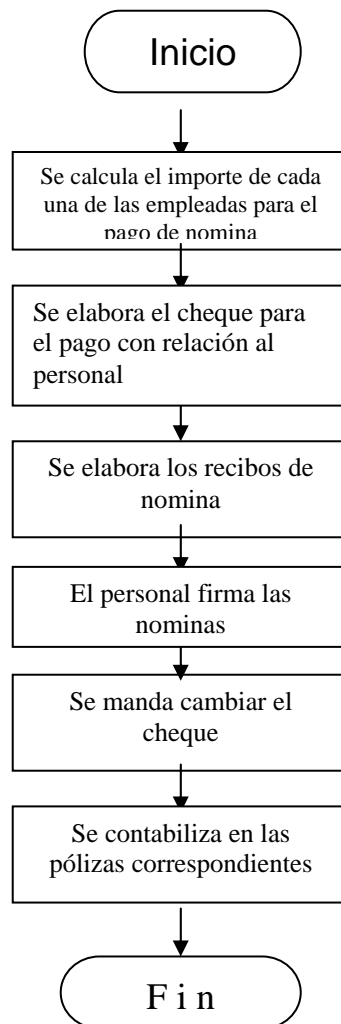 Inicio
Se calcula el importe de cada
una de las empleadas para el
pago de nomina
Se elabora el cheque para
el pago con relación al
personal
Se elabora los recibos de
nomina
El personal firma las
nominas
Se manda cambiar el
cheque
Se contabiliza en las
pólizas correspondientes
F i n